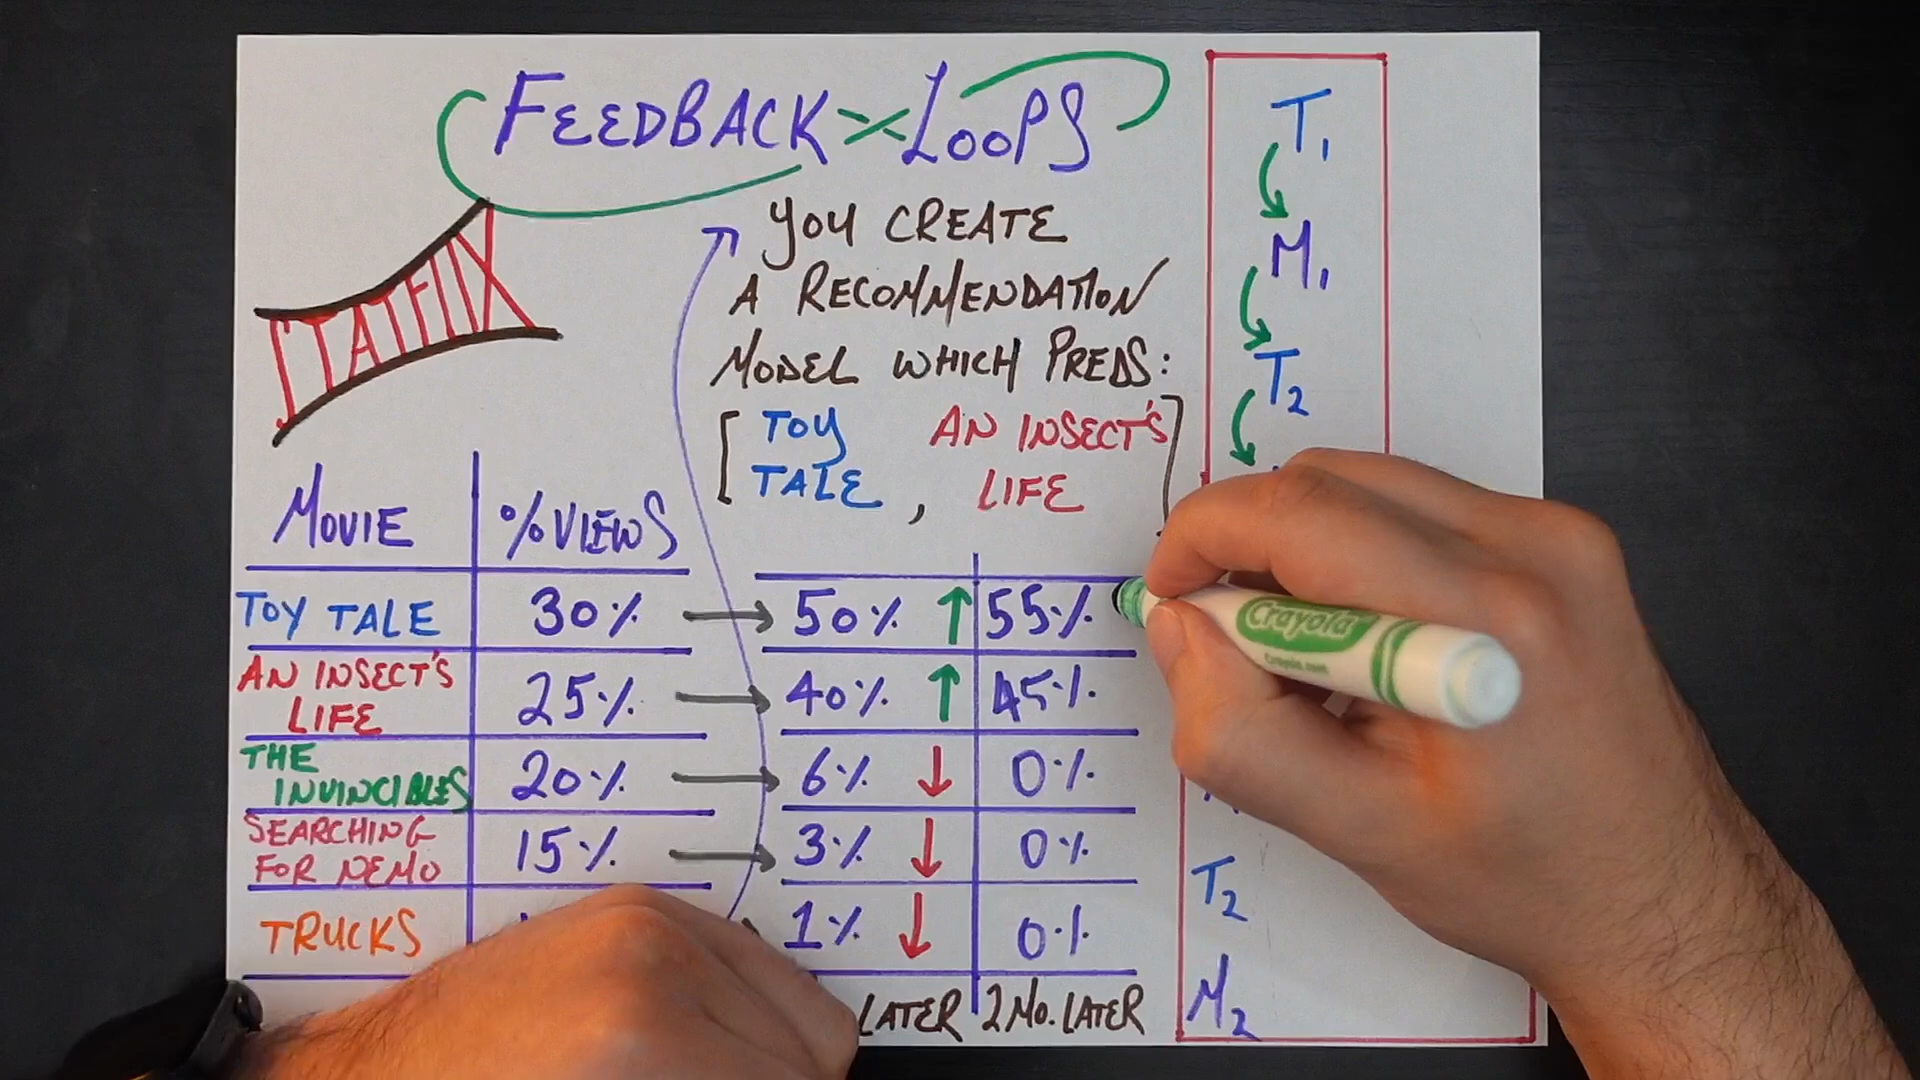 FEEDBACK LOOPS
STATFLIX
YOU CREATE
A RECOMMENDATION
MODEL WHICH PREDS:
[ TOY AN INSECT'S ]
TALE , LIFE
MOVIE %VIEWS
TOY TALE 30% → 50% ↑ 55%
AN INSECT'S
LIFE 25% → 40% ↑ 45%
THE
INVINCIBLES 20% → 6% ↓ 0%
SEARCHING
FOR NEMO 15% → 3% ↓ 0%
TRUCKS 1% ↓ 0%
LATER 2 MO. LATER
T1
M1
T2
T2
M2
Crayola
Crayola.com